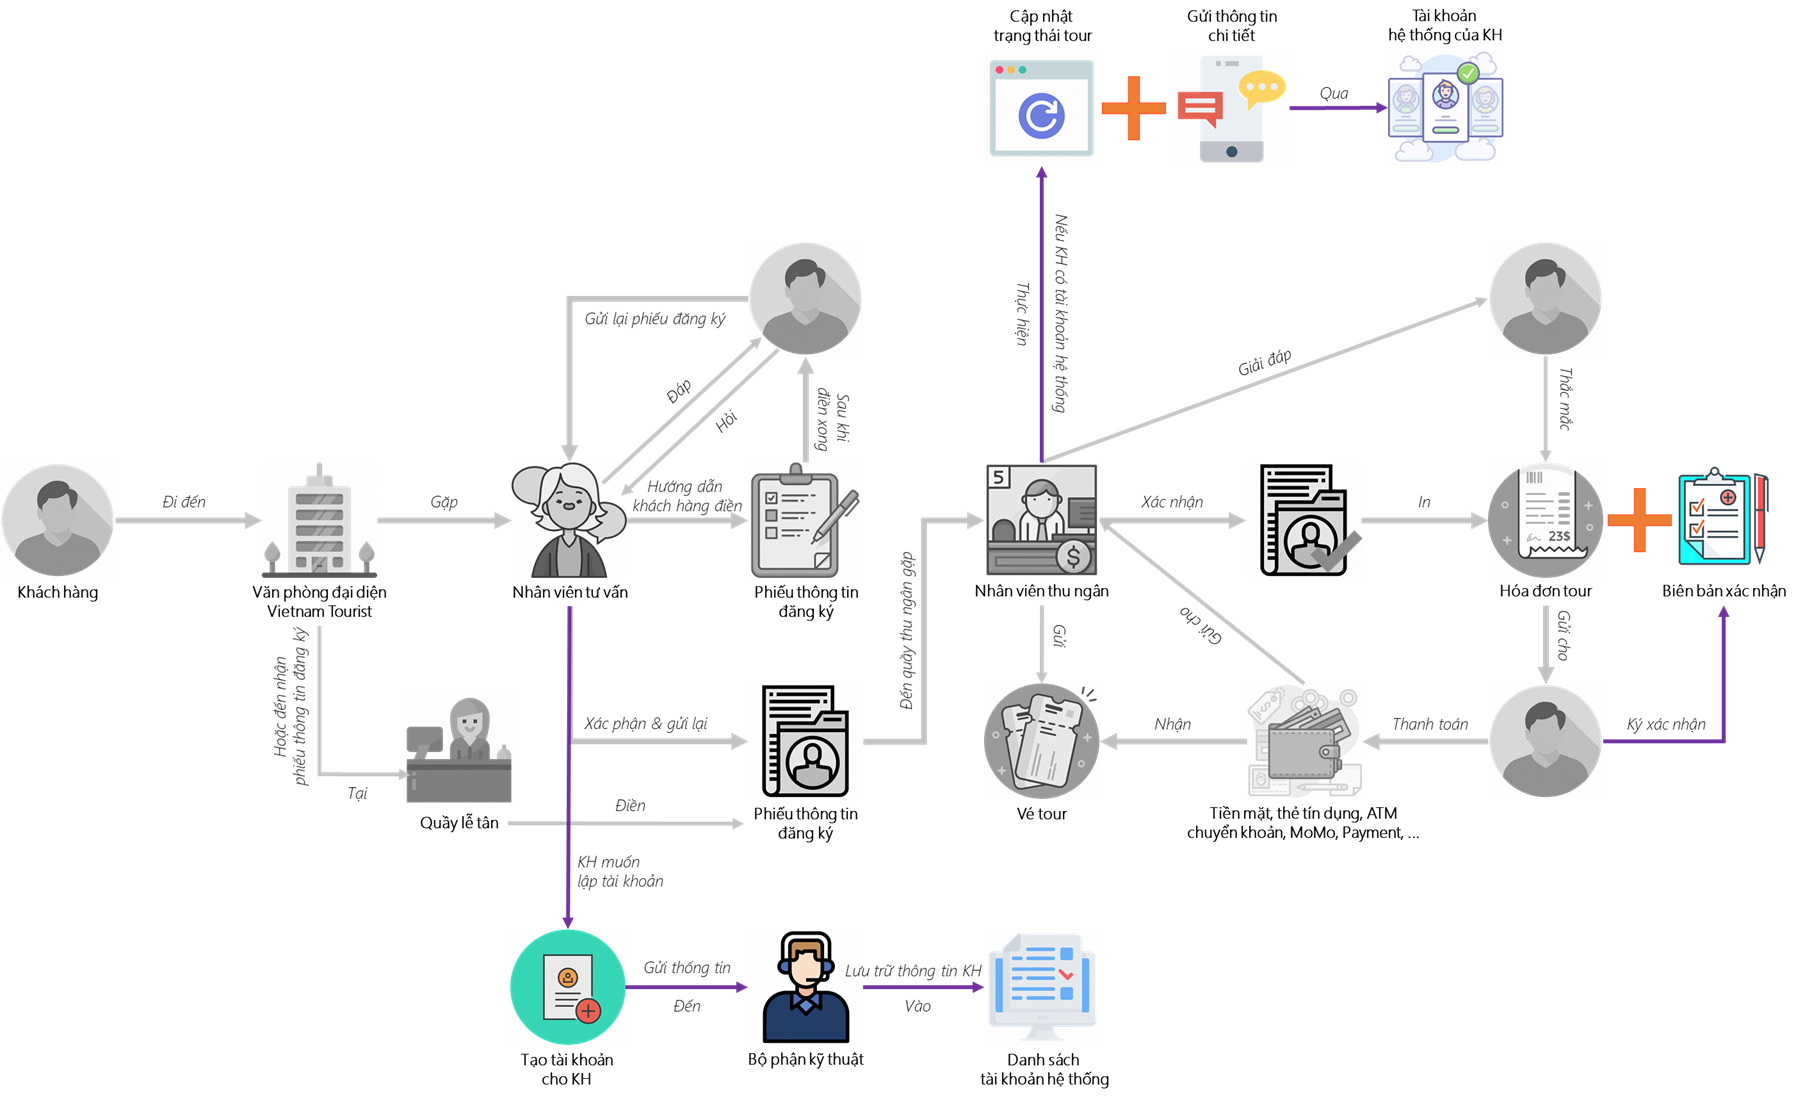 Cập nhật
trạng thái tour
Gửi thông tin
chi tiết
Tài khoản
hệ thống của KH
Qua
Nếu KH có tài khoản hệ thống
Thực hiện
Gửi lại phiếu đăng ký
Đáp
Hỏi
Sau khi
điền xong
Giải đáp
Thắc mắc
Đi đến
Gặp
Hướng dẫn
khách hàng điền
5
$
Xác nhận
In
23$
Khách hàng
Văn phòng đại diện
Vietnam Tourist
Nhân viên tư vấn
Phiếu thông tin
đăng ký
Nhân viên thu ngân
Hóa đơn tour
Biên bản xác nhận
Hoặc đến nhận
phiếu thông tin đăng ký
Tại
Quầy lễ tân
Xác phận & gửi lại
Điền
Phiếu thông tin
đăng ký
Đến quầy thu ngân gặp
Gửi
Gửi cho
Gửi cho
Nhận
Thanh toán
Ký xác nhận
Vé tour
Tiền mặt, thẻ tín dụng, ATM
chuyển khoản, MoMo, Payment, ...
KH muốn
lập tài khoản
Gửi thống tin
Đến
Lưu trữ thông tin KH
Vào
Tạo tài khoản
cho KH
Bộ phận kỹ thuật
Danh sách
tài khoản hệ thống